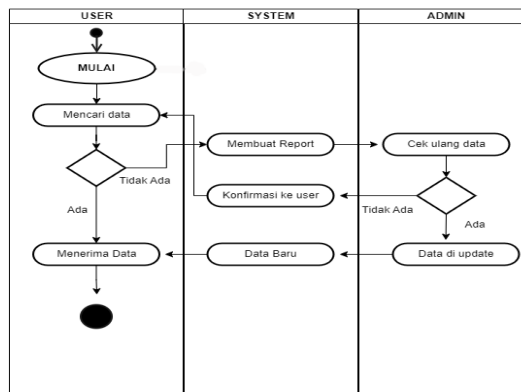 USER
SYSTEM
ADMIN
MULAI
Mencari data
Membuat Report
Cek ulang data
Tidak Ada
Konfirmasi ke user
Tidak Ada
Ada
Ada
Menerima Data
Data Baru
Data di update